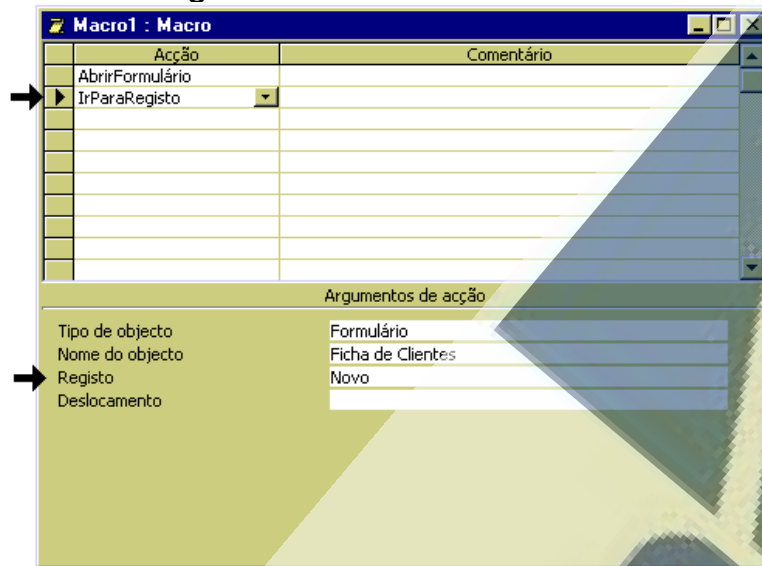 Macro1 : Macro
Acção Comentário
AbrirFormulário
IrParaRegisto
Argumentos de acção
Tipo de objecto Formulário
Nome do objecto Ficha de Clientes
Registo Novo
Deslocamento